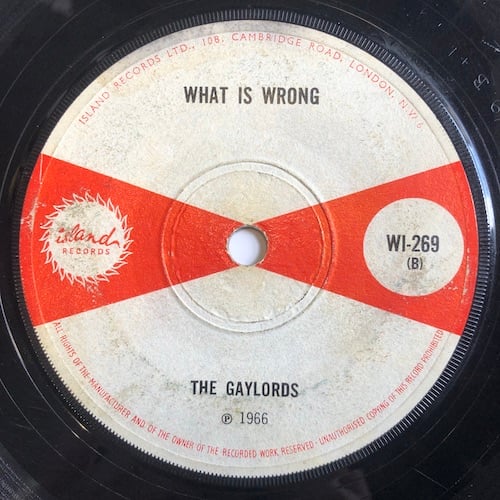 ISLAND RECORDS LTD., 108, CAMBRIDGE ROAD, LONDON, N.W.6
WHAT IS WRONG
island
RECORDS
WI-269
(B)
THE GAYLORDS
℗ 1966
ALL RIGHTS OF THE MANUFACTURER AND OF THE OWNER OF THE RECORDED WORK RESERVED · UNAUTHORISED COPYING OF THIS RECORD PROHIBITED